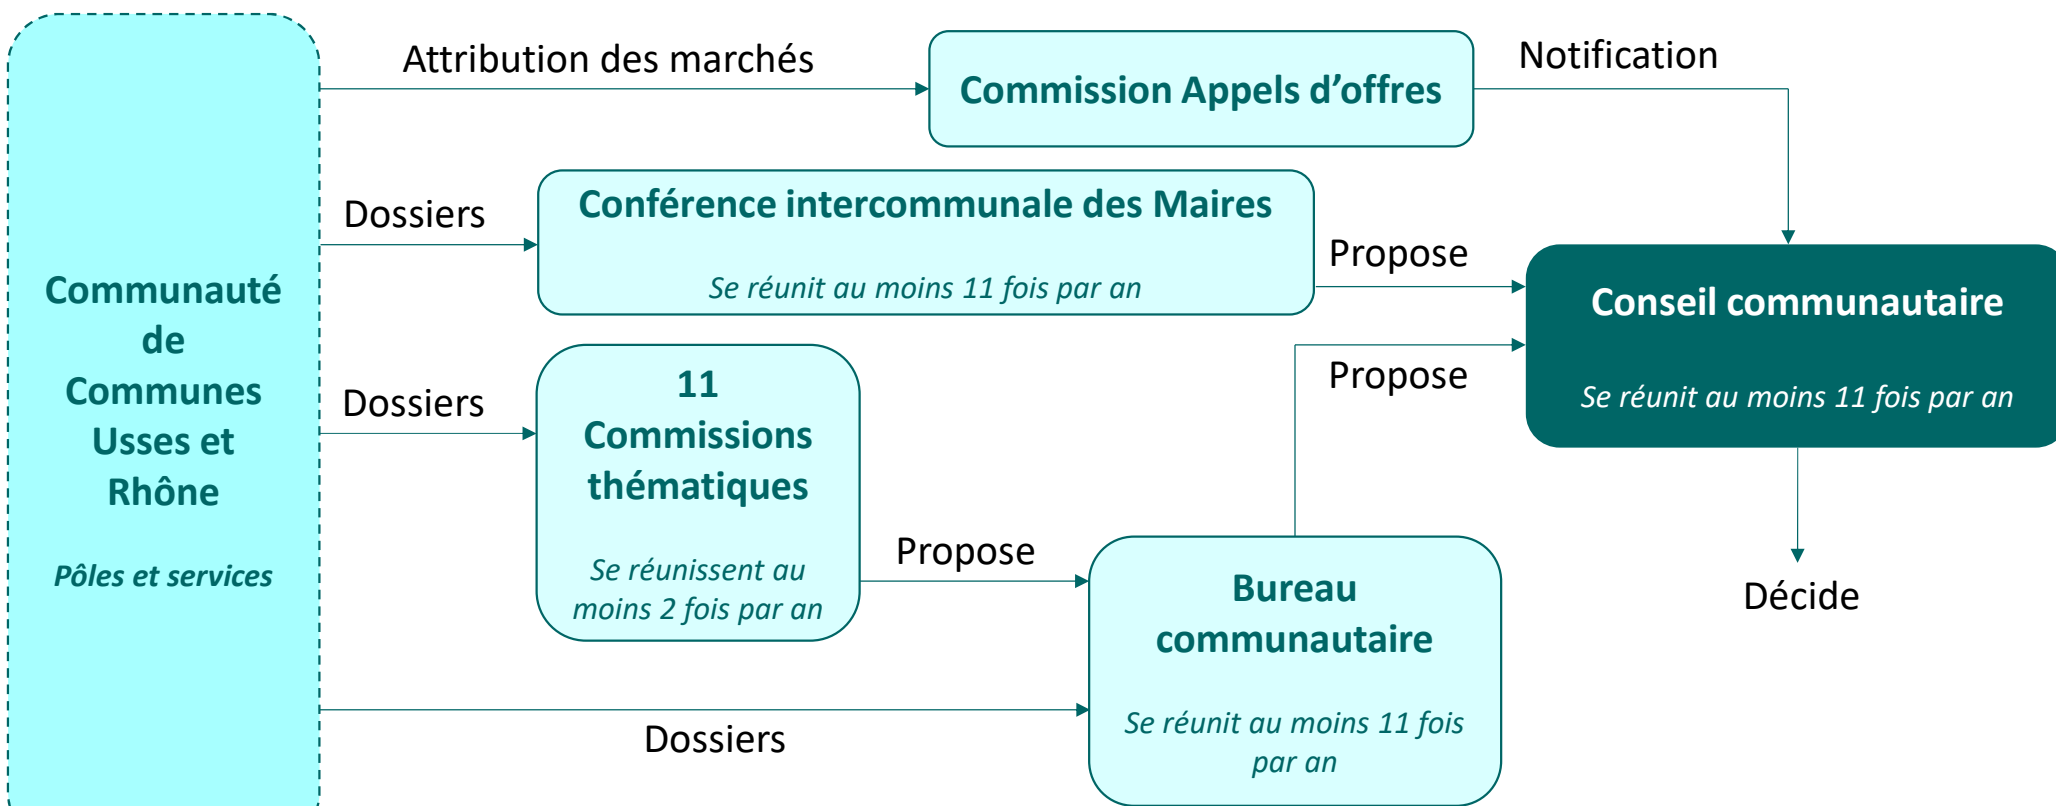 Attribution des marchés
Commission Appels d’offres
Notification
Dossiers
Conférence intercommunale des Maires
Se réunit au moins 11 fois par an
Propose
Communauté
de
Communes
Usses et
Rhône
Pôles et services
Conseil communautaire
Se réunit au moins 11 fois par an
Dossiers
11
Commissions
thématiques
Se réunissent au
moins 2 fois par an
Propose
Propose
Bureau
communautaire
Se réunit au moins 11 fois
par an
Décide
Dossiers